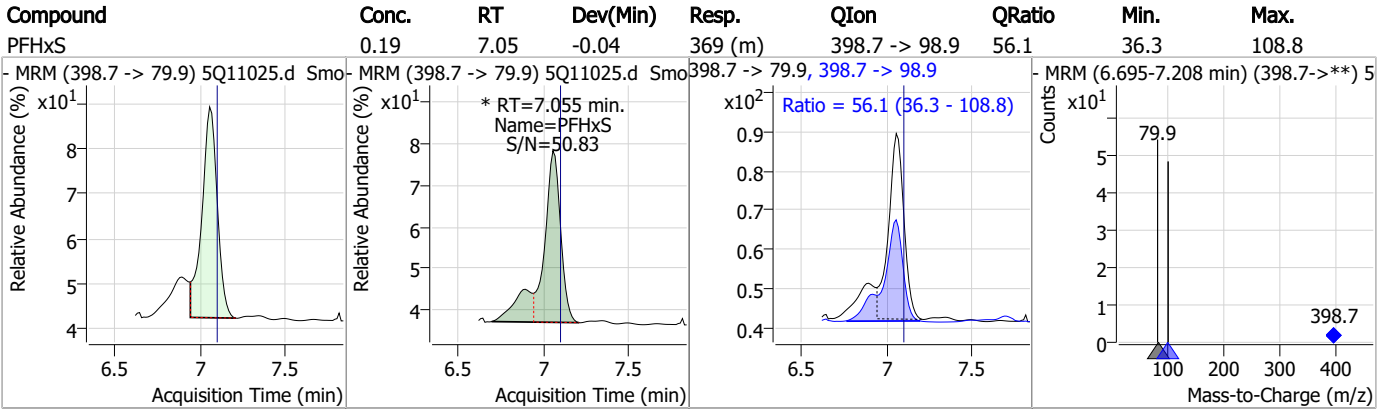 Compound Conc. RT Dev(Min) Resp. QIon QRatio Min. Max.
PFHxS 0.19 7.05 -0.04 369 (m) 398.7 -> 98.9 56.1 36.3 108.8
- MRM (398.7 -> 79.9) 5Q11025.d Smo
x10¹
Relative Abundance (%)
8
7
6
5
4
6.5 7 7.5
Acquisition Time (min)
- MRM (398.7 -> 79.9) 5Q11025.d Smo
x10¹
* RT=7.055 min.
Name=PFHxS
S/N=50.83
Relative Abundance (%)
8
7
6
5
4
6.5 7 7.5
Acquisition Time (min)
398.7 -> 79.9, 398.7 -> 98.9
x10²
Ratio = 56.1 (36.3 - 108.8)
Relative Abundance (%)
0.9
0.8
0.7
0.6
0.5
0.4
6.5 7 7.5
Acquisition Time (min)
- MRM (6.695-7.208 min) (398.7->**) 5
Counts
x10¹
79.9
5
4
3
2
1
0
398.7
100 200 300 400
Mass-to-Charge (m/z)